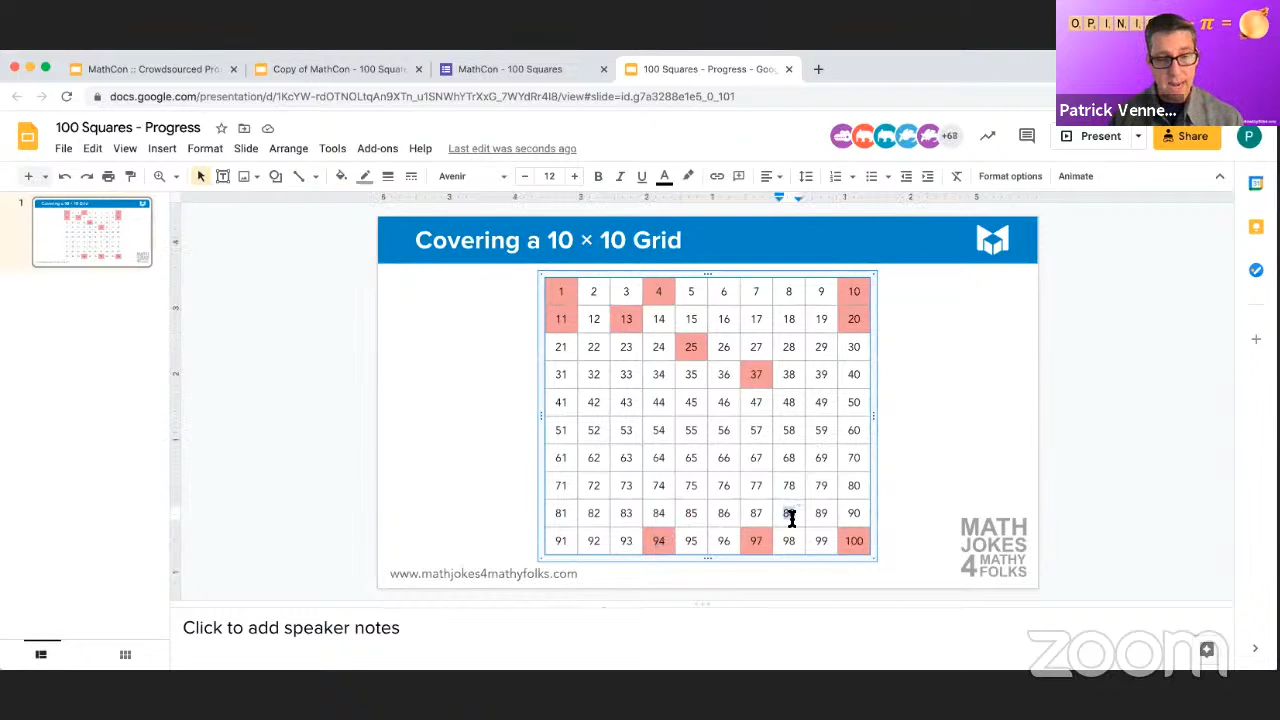 OPINI
π =
Patrick Venne...
MathCon :: Crowdsourced Pro
Copy of MathCon - 100 Square
MathCon - 100 Squares
100 Squares - Progress - Goo
docs.google.com/presentation/d/1KcYW-rdOTNOLtqAn9XTn_u1SNWhYTrzYrG_7WYdRr4I8/view#slide=id.g7a3288e1e5_0_101
100 Squares - Progress
+68
Present
Share
P
File Edit View Insert Format Slide Arrange Tools Add-ons Help Last edit was seconds ago
Avenir
12
B I U A
Format options
Animate
1
Covering a 10 × 10 Grid
1 2 3 4 5 6 7 8 9 10
11 12 13 14 15 16 17 18 19 20
21 22 23 24 25 26 27 28 29 30
31 32 33 34 35 36 37 38 39 40
41 42 43 44 45 46 47 48 49 50
51 52 53 54 55 56 57 58 59 60
61 62 63 64 65 66 67 68 69 70
71 72 73 74 75 76 77 78 79 80
81 82 83 84 85 86 87 88 89 90
91 92 93 94 95 96 97 98 99 100
MATH
JOKES
4 MATHY
FOLKS
www.mathjokes4mathyfolks.com
Click to add speaker notes
zoom